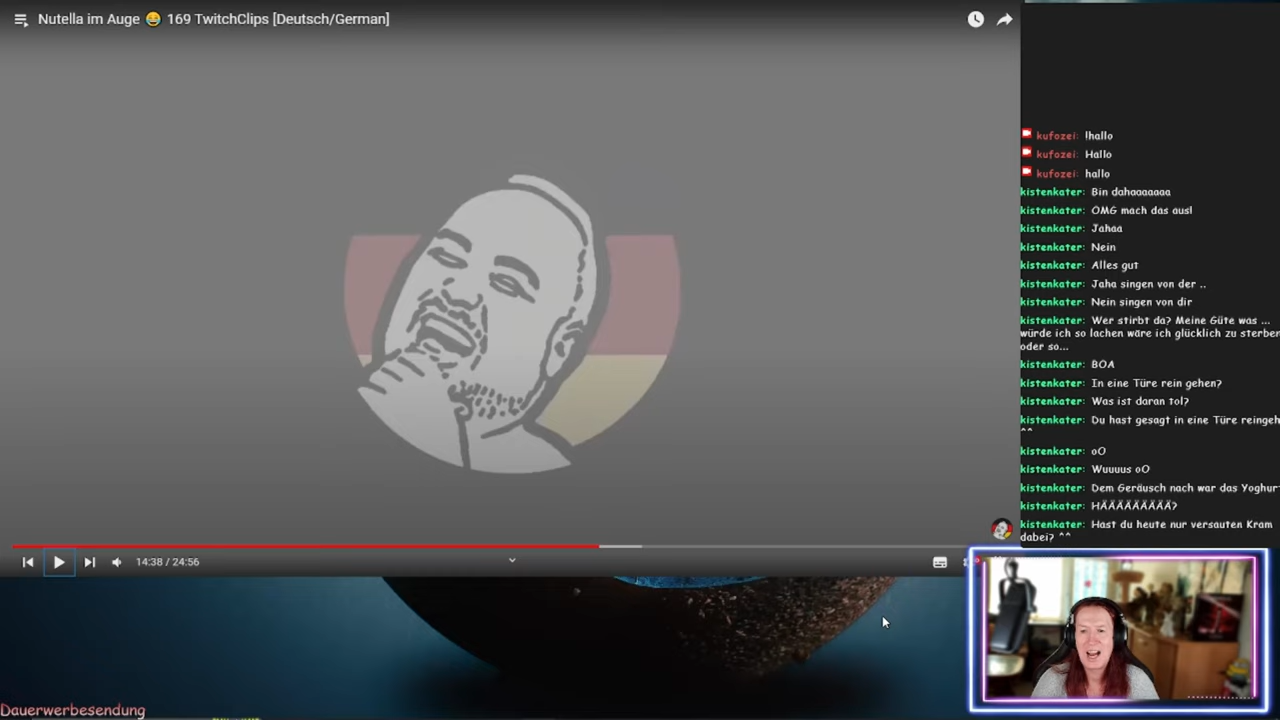 Nutella im Auge 😂 169 TwitchClips [Deutsch/German]
kufozei: !hallo
kufozei: Hallo
kufozei: hallo
kistenkater: Bin dahaaaaaaa
kistenkater: OMG mach das aus!
kistenkater: Jahaa
kistenkater: Nein
kistenkater: Alles gut
kistenkater: Jaha singen von der ..
kistenkater: Nein singen von dir
kistenkater: Wer stirbt da? Meine Güte was ...
würde ich so lachen wäre ich glücklich zu sterben
oder so...
kistenkater: BOA
kistenkater: In eine Türe rein gehen?
kistenkater: Was ist daran tol?
kistenkater: Du hast gesagt in eine Türe reingeh
^^
kistenkater: oO
kistenkater: Wuuuus oO
kistenkater: Dem Geräusch nach war das Yoghur
kistenkater: HÄÄÄÄÄÄÄÄÄ?
kistenkater: Hast du heute nur versauten Kram
dabei? ^^
14:38 / 24:56
Dauerwerbesendung